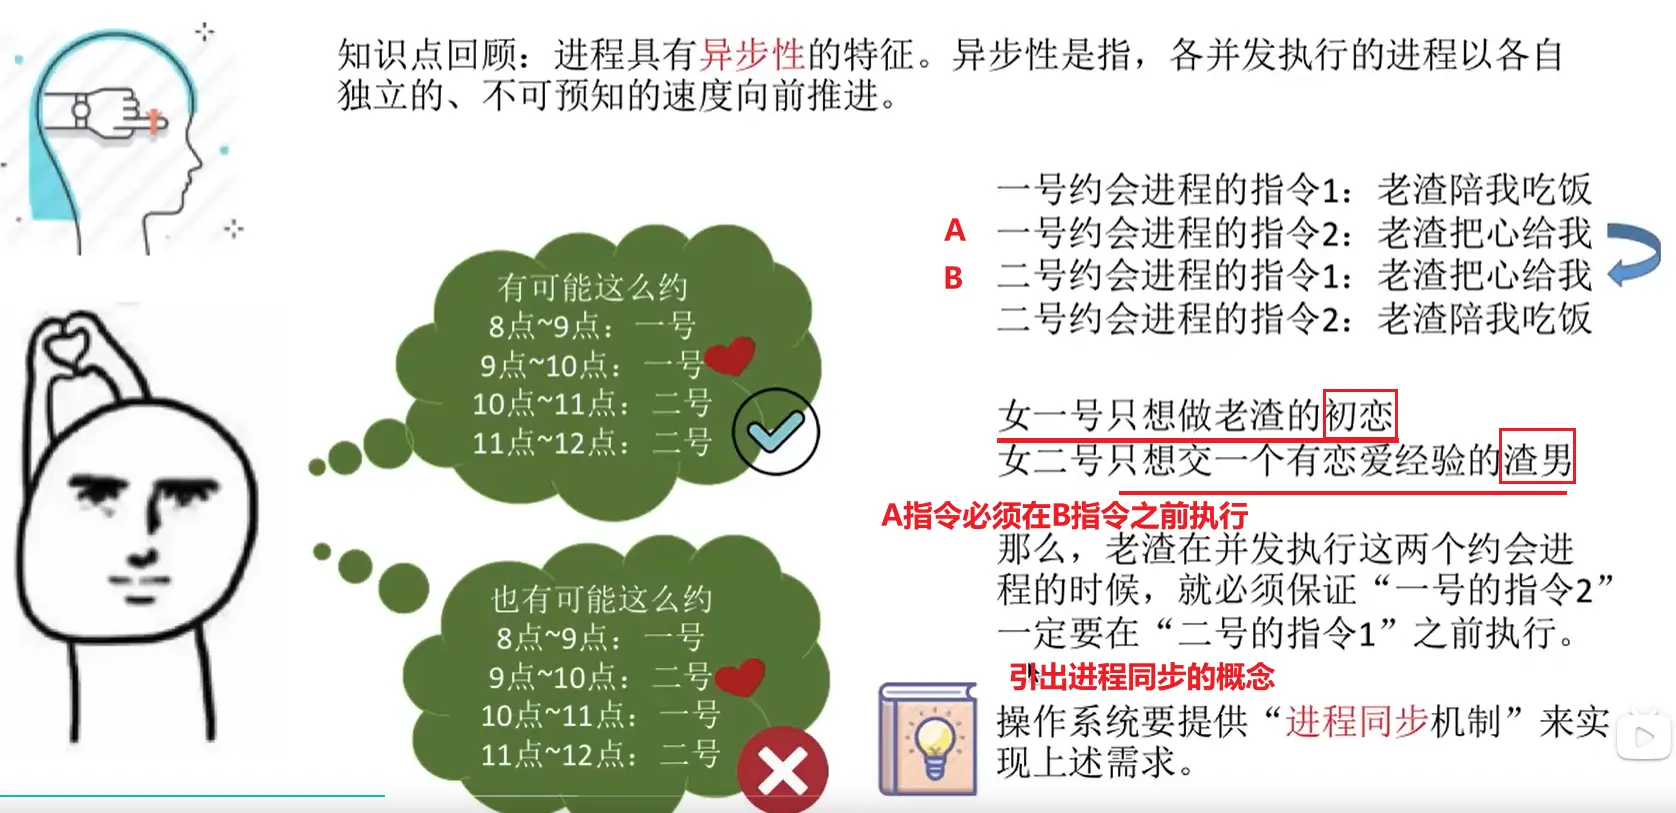 知识点回顾：进程具有异步性的特征。异步性是指，各并发执行的进程以各自
独立的、不可预知的速度向前推进。
有可能这么约
8点~9点：一号
9点~10点：一号
10点~11点：二号
11点~12点：二号
也有可能这么约
8点~9点：一号
9点~10点：二号
10点~11点：一号
11点~12点：二号
一号约会进程的指令1：老渣陪我吃饭
A 一号约会进程的指令2：老渣把心给我
B 二号约会进程的指令1：老渣把心给我
二号约会进程的指令2：老渣陪我吃饭
女一号只想做老渣的初恋
女二号只想交一个有恋爱经验的渣男
A指令必须在B指令之前执行
那么，老渣在并发执行这两个约会进
程的时候，就必须保证“一号的指令2”
一定要在“二号的指令1”之前执行。
引出进程同步的概念
操作系统要提供“进程同步机制”来实
现上述需求。